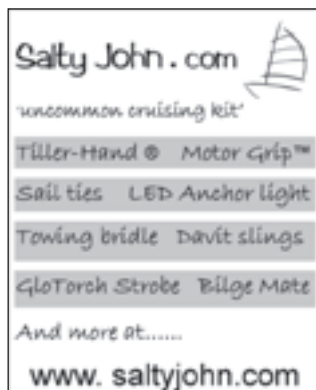 Salty John.com
'uncommon cruising kit'
Tiller-Hand ® Motor Grip™
Sail ties LED Anchor light
Towing bridle Davit slings
GloTorch Strobe Bilge Mate
And more at......
www. saltyjohn.com